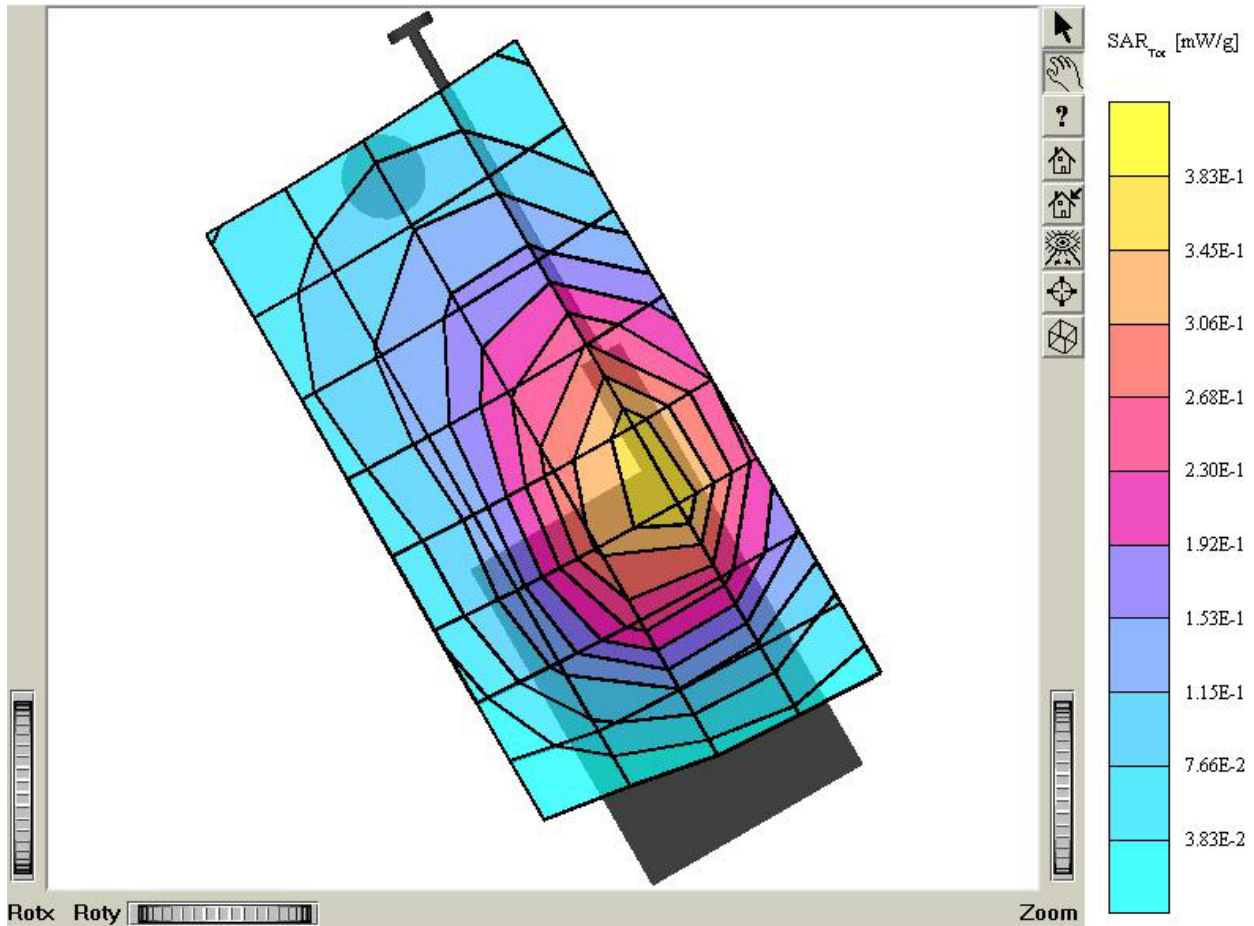 SAR_Tot [mW/g]
?
3.83E-1
3.45E-1
3.06E-1
2.68E-1
2.30E-1
1.92E-1
1.53E-1
1.15E-1
7.66E-2
3.83E-2
Rotx Roty Zoom